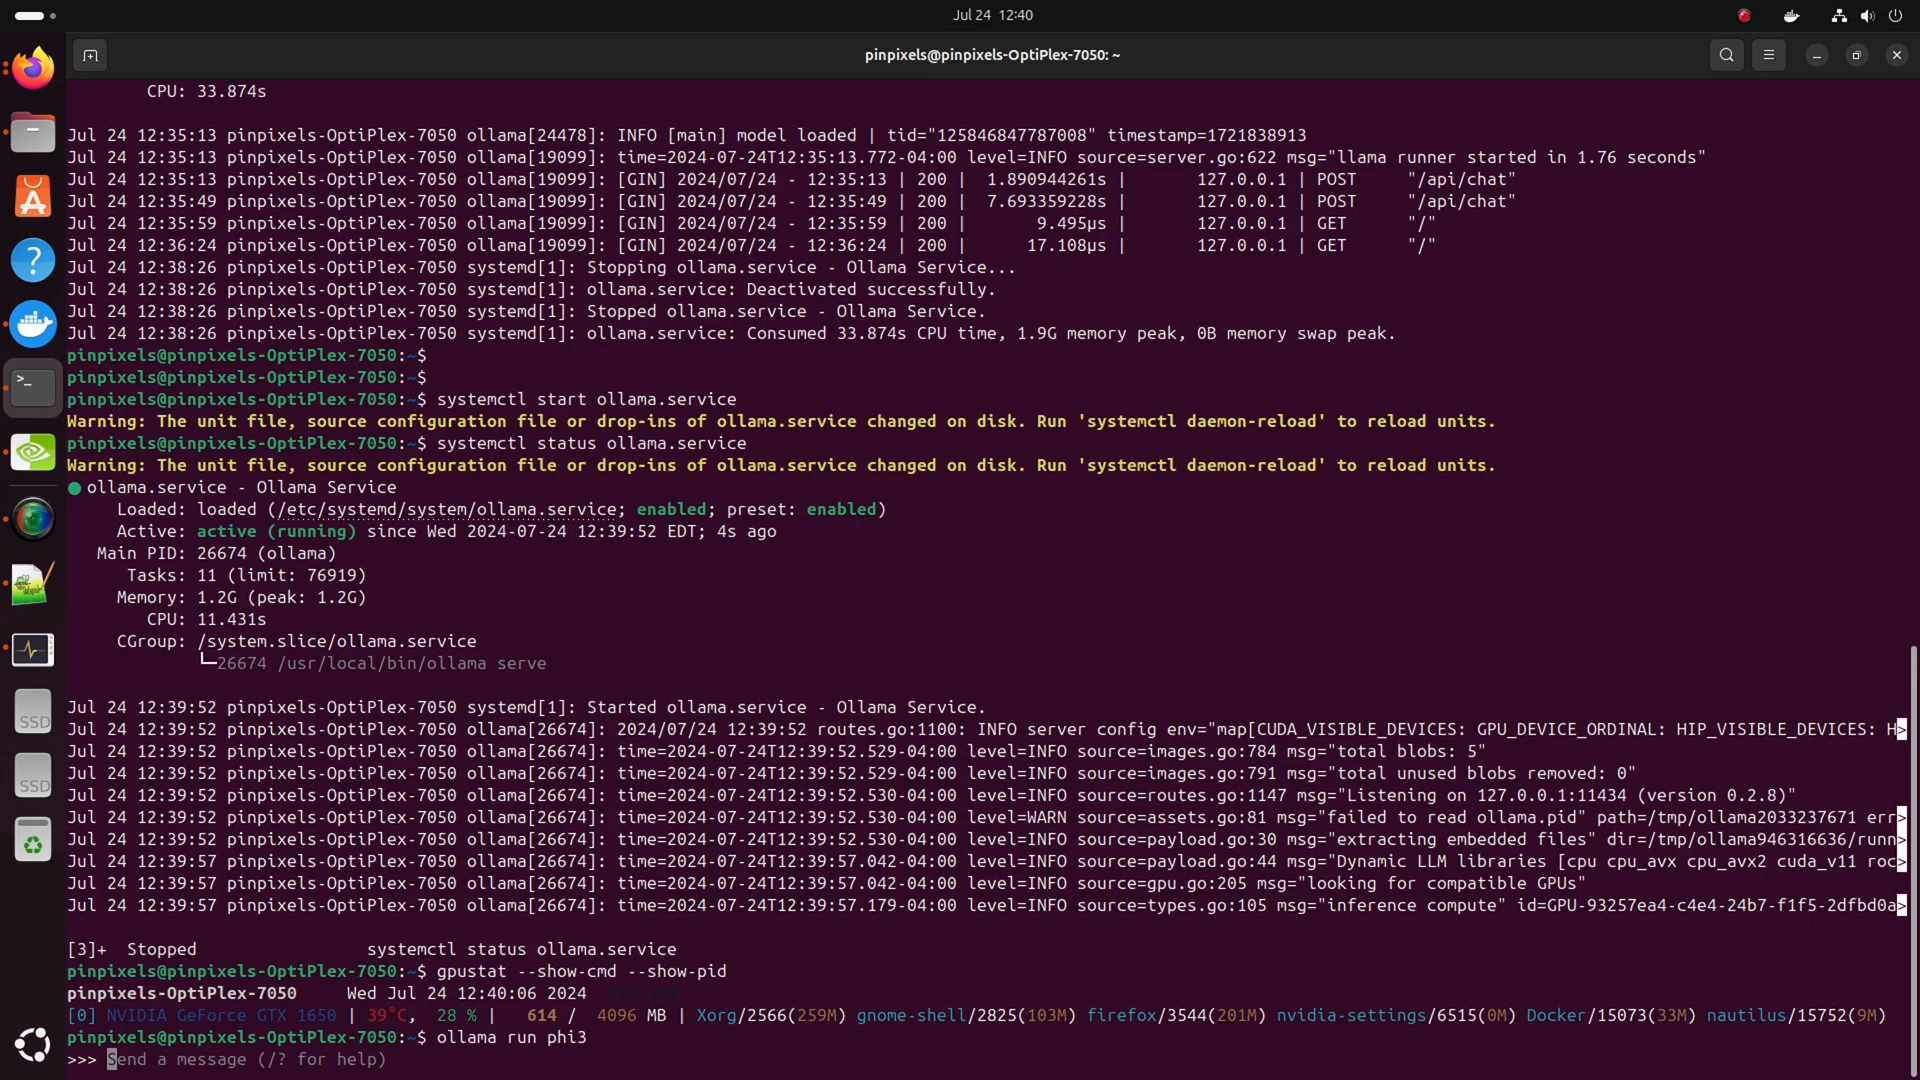 Jul 24 12:40
pinpixels@pinpixels-OptiPlex-7050: ~
CPU: 33.874s
Jul 24 12:35:13 pinpixels-OptiPlex-7050 ollama[24478]: INFO [main] model loaded | tid="125846847787008" timestamp=1721838913
Jul 24 12:35:13 pinpixels-OptiPlex-7050 ollama[19099]: time=2024-07-24T12:35:13.772-04:00 level=INFO source=server.go:622 msg="llama runner started in 1.76 seconds"
Jul 24 12:35:13 pinpixels-OptiPlex-7050 ollama[19099]: [GIN] 2024/07/24 - 12:35:13 | 200 |  1.890944261s |       127.0.0.1 | POST     "/api/chat"
Jul 24 12:35:49 pinpixels-OptiPlex-7050 ollama[19099]: [GIN] 2024/07/24 - 12:35:49 | 200 |  7.693359228s |       127.0.0.1 | POST     "/api/chat"
Jul 24 12:35:59 pinpixels-OptiPlex-7050 ollama[19099]: [GIN] 2024/07/24 - 12:35:59 | 200 |       9.495µs |       127.0.0.1 | GET      "/"
Jul 24 12:36:24 pinpixels-OptiPlex-7050 ollama[19099]: [GIN] 2024/07/24 - 12:36:24 | 200 |      17.108µs |       127.0.0.1 | GET      "/"
Jul 24 12:38:26 pinpixels-OptiPlex-7050 systemd[1]: Stopping ollama.service - Ollama Service...
Jul 24 12:38:26 pinpixels-OptiPlex-7050 systemd[1]: ollama.service: Deactivated successfully.
Jul 24 12:38:26 pinpixels-OptiPlex-7050 systemd[1]: Stopped ollama.service - Ollama Service.
Jul 24 12:38:26 pinpixels-OptiPlex-7050 systemd[1]: ollama.service: Consumed 33.874s CPU time, 1.9G memory peak, 0B memory swap peak.
pinpixels@pinpixels-OptiPlex-7050:~$
pinpixels@pinpixels-OptiPlex-7050:~$
pinpixels@pinpixels-OptiPlex-7050:~$ systemctl start ollama.service
Warning: The unit file, source configuration file or drop-ins of ollama.service changed on disk. Run 'systemctl daemon-reload' to reload units.
pinpixels@pinpixels-OptiPlex-7050:~$ systemctl status ollama.service
Warning: The unit file, source configuration file or drop-ins of ollama.service changed on disk. Run 'systemctl daemon-reload' to reload units.
● ollama.service - Ollama Service
Loaded: loaded (/etc/systemd/system/ollama.service; enabled; preset: enabled)
Active: active (running) since Wed 2024-07-24 12:39:52 EDT; 4s ago
Main PID: 26674 (ollama)
Tasks: 11 (limit: 76919)
Memory: 1.2G (peak: 1.2G)
CPU: 11.431s
CGroup: /system.slice/ollama.service
└─26674 /usr/local/bin/ollama serve
Jul 24 12:39:52 pinpixels-OptiPlex-7050 systemd[1]: Started ollama.service - Ollama Service.
Jul 24 12:39:52 pinpixels-OptiPlex-7050 ollama[26674]: 2024/07/24 12:39:52 routes.go:1100: INFO server config env="map[CUDA_VISIBLE_DEVICES: GPU_DEVICE_ORDINAL: HIP_VISIBLE_DEVICES: H>
Jul 24 12:39:52 pinpixels-OptiPlex-7050 ollama[26674]: time=2024-07-24T12:39:52.529-04:00 level=INFO source=images.go:784 msg="total blobs: 5"
Jul 24 12:39:52 pinpixels-OptiPlex-7050 ollama[26674]: time=2024-07-24T12:39:52.529-04:00 level=INFO source=images.go:791 msg="total unused blobs removed: 0"
Jul 24 12:39:52 pinpixels-OptiPlex-7050 ollama[26674]: time=2024-07-24T12:39:52.530-04:00 level=INFO source=routes.go:1147 msg="Listening on 127.0.0.1:11434 (version 0.2.8)"
Jul 24 12:39:52 pinpixels-OptiPlex-7050 ollama[26674]: time=2024-07-24T12:39:52.530-04:00 level=WARN source=assets.go:81 msg="failed to read ollama.pid" path=/tmp/ollama2033237671 err>
Jul 24 12:39:52 pinpixels-OptiPlex-7050 ollama[26674]: time=2024-07-24T12:39:52.530-04:00 level=INFO source=payload.go:30 msg="extracting embedded files" dir=/tmp/ollama946316636/runn>
Jul 24 12:39:57 pinpixels-OptiPlex-7050 ollama[26674]: time=2024-07-24T12:39:57.042-04:00 level=INFO source=payload.go:44 msg="Dynamic LLM libraries [cpu cpu_avx cpu_avx2 cuda_v11 roc>
Jul 24 12:39:57 pinpixels-OptiPlex-7050 ollama[26674]: time=2024-07-24T12:39:57.042-04:00 level=INFO source=gpu.go:205 msg="looking for compatible GPUs"
Jul 24 12:39:57 pinpixels-OptiPlex-7050 ollama[26674]: time=2024-07-24T12:39:57.179-04:00 level=INFO source=types.go:105 msg="inference compute" id=GPU-93257ea4-c4e4-24b7-f1f5-2dfbd0a>
[3]+  Stopped                 systemctl status ollama.service
pinpixels@pinpixels-OptiPlex-7050:~$ gpustat --show-cmd --show-pid
pinpixels-OptiPlex-7050     Wed Jul 24 12:40:06 2024
[0] NVIDIA GeForce GTX 1650 | 39°C,  28 % |   614 /  4096 MB | Xorg/2566(259M) gnome-shell/2825(103M) firefox/3544(201M) nvidia-settings/6515(0M) Docker/15073(33M) nautilus/15752(9M)
pinpixels@pinpixels-OptiPlex-7050:~$ ollama run phi3
>>> Send a message (/? for help)
SSD
SSD